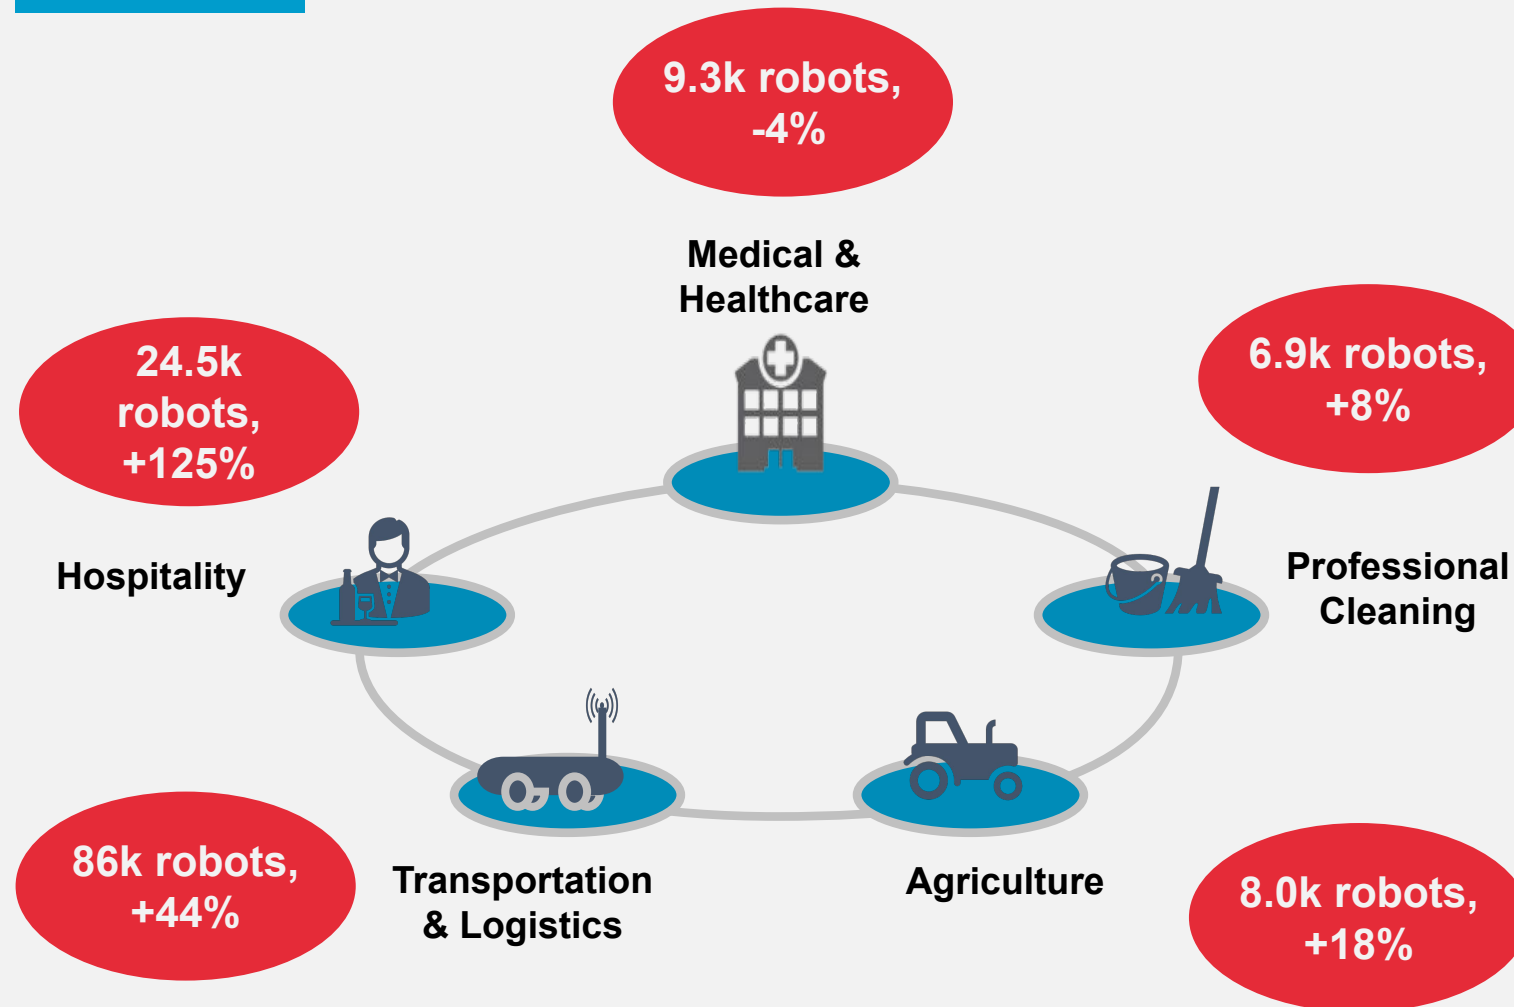 9.3k robots,
-4%
Medical &
Healthcare
24.5k
robots,
+125%
Hospitality
6.9k robots,
+8%
Professional
Cleaning
86k robots,
+44%
Transportation
& Logistics
Agriculture
8.0k robots,
+18%